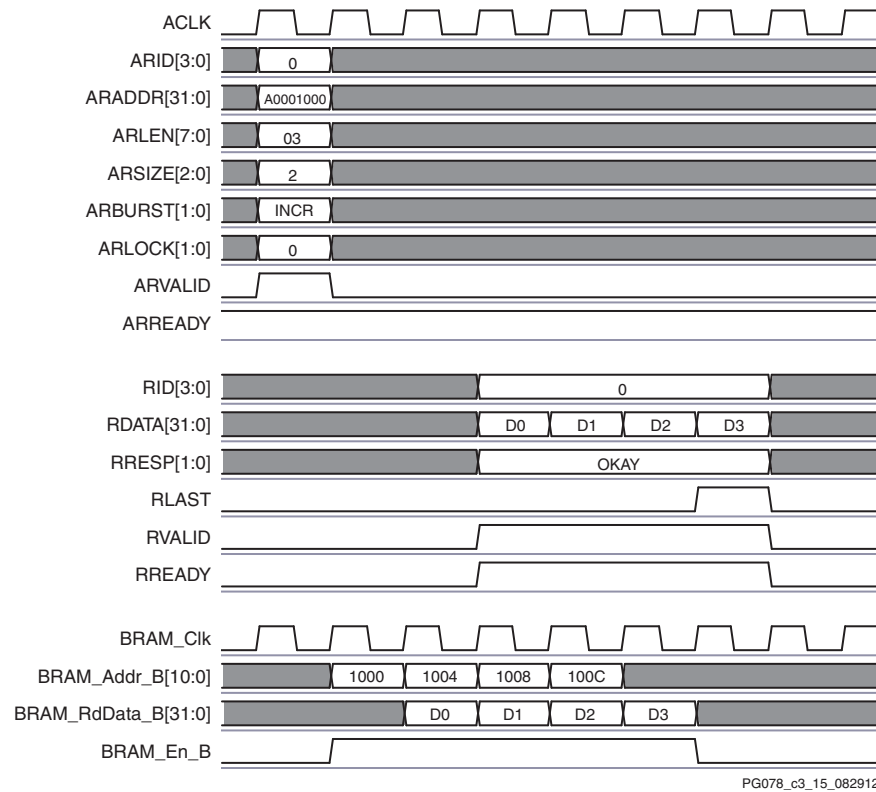 ACLK
ARID[3:0] 0
ARADDR[31:0] A0001000
ARLEN[7:0] 03
ARSIZE[2:0] 2
ARBURST[1:0] INCR
ARLOCK[1:0] 0
ARVALID
ARREADY
RID[3:0] 0
RDATA[31:0] D0 D1 D2 D3
RRESP[1:0] OKAY
RLAST
RVALID
RREADY
BRAM_Clk
BRAM_Addr_B[10:0] 1000 1004 1008 100C
BRAM_RdData_B[31:0] D0 D1 D2 D3
BRAM_En_B
PG078_c3_15_082912